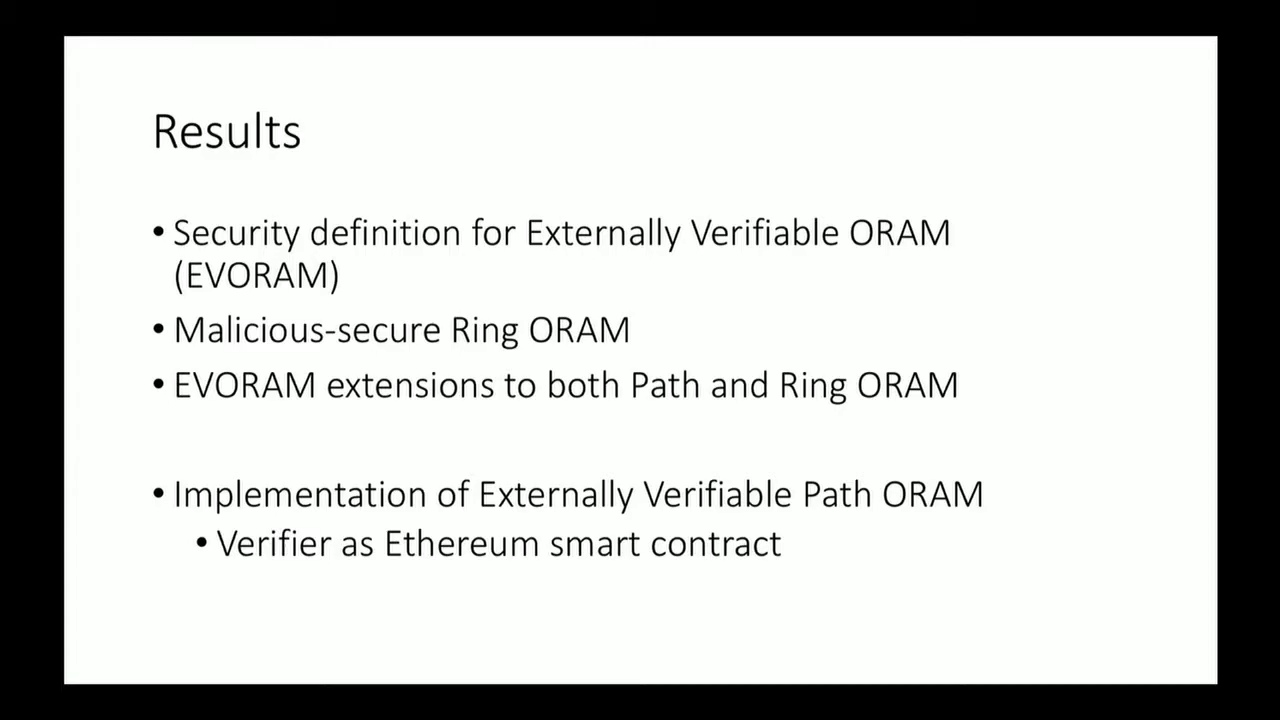 Results
• Security definition for Externally Verifiable ORAM
(EVORAM)
• Malicious-secure Ring ORAM
• EVORAM extensions to both Path and Ring ORAM
• Implementation of Externally Verifiable Path ORAM
• Verifier as Ethereum smart contract